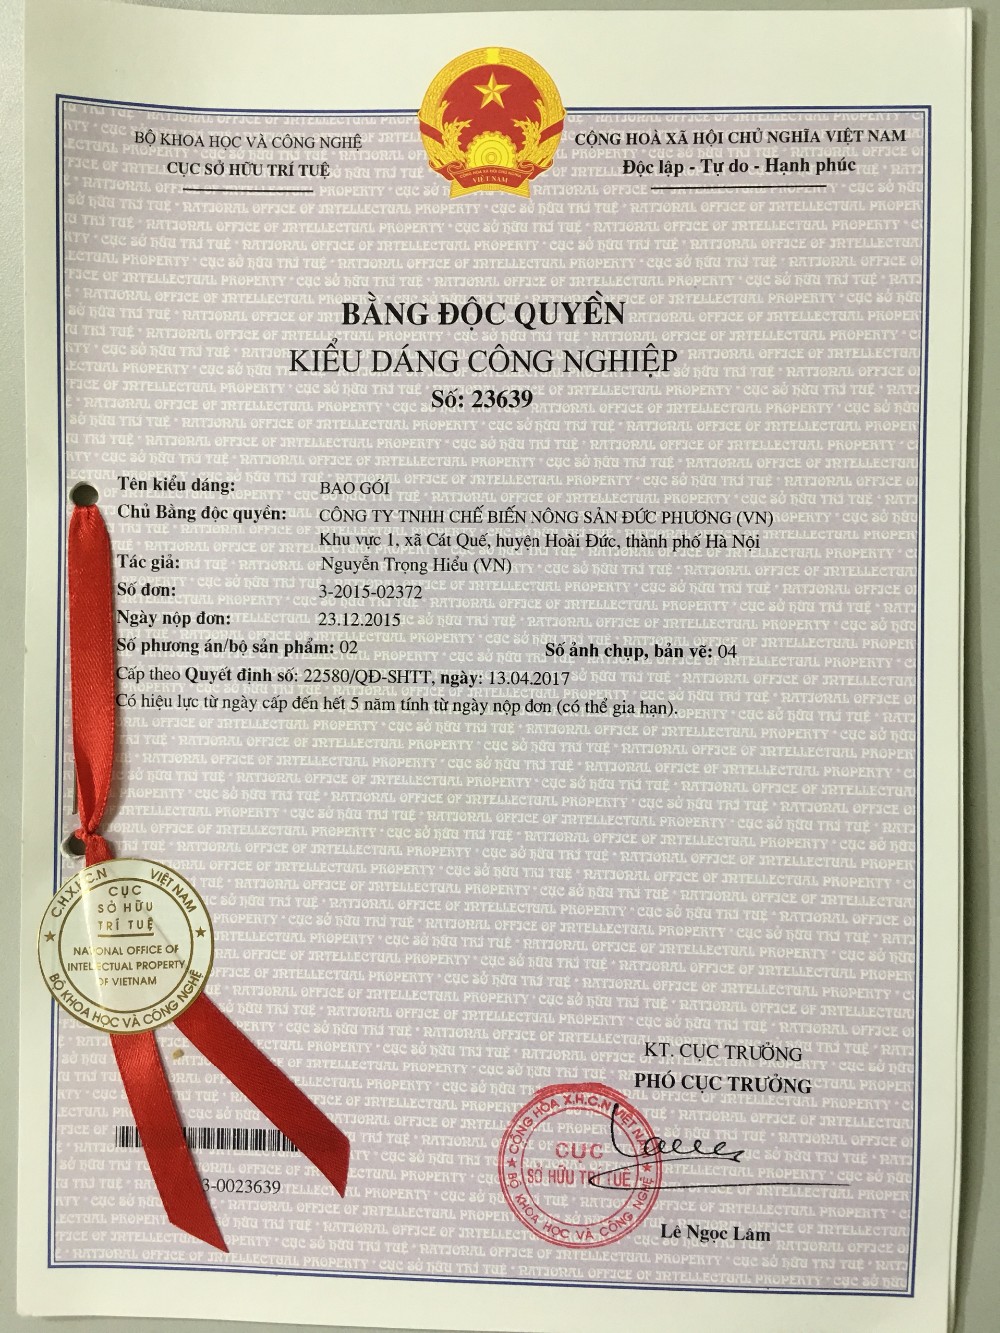 BỘ KHOA HỌC VÀ CÔNG NGHỆ
CỤC SỞ HỮU TRÍ TUỆ
CỘNG HOÀ XÃ HỘI CHỦ NGHĨA VIỆT NAM
Độc lập - Tự do - Hạnh phúc
CỘNG HÒA XÃ HỘI CHỦ NGHĨA
VIỆT NAM
BẰNG ĐỘC QUYỀN
KIỂU DÁNG CÔNG NGHIỆP
Số: 23639
Tên kiểu dáng: BAO GÓI
Chủ Bằng độc quyền: CÔNG TY TNHH CHẾ BIẾN NÔNG SẢN ĐỨC PHƯƠNG (VN)
Khu vực 1, xã Cát Quế, huyện Hoài Đức, thành phố Hà Nội
Tác giả: Nguyễn Trọng Hiếu (VN)
Số đơn: 3-2015-02372
Ngày nộp đơn: 23.12.2015
Số phương án/bộ sản phẩm: 02 Số ảnh chụp, bản vẽ: 04
Cấp theo Quyết định số: 22580/QĐ-SHTT, ngày: 13.04.2017
Có hiệu lực từ ngày cấp đến hết 5 năm tính từ ngày nộp đơn (có thể gia hạn).
C.H.X.H.C.N VIỆT NAM
CỤC
SỞ HỮU
TRÍ TUỆ
NATIONAL OFFICE OF
INTELLECTUAL PROPERTY
OF VIETNAM
BỘ KHOA HỌC VÀ CÔNG NGHỆ
KT. CỤC TRƯỞNG
PHÓ CỤC TRƯỞNG
CỘNG HÒA X.H.C.N VIỆT NAM
CỤC
SỞ HỮU TRÍ TUỆ
BỘ KHOA HỌC VÀ CÔNG NGHỆ
3-0023639
Lê Ngọc Lâm